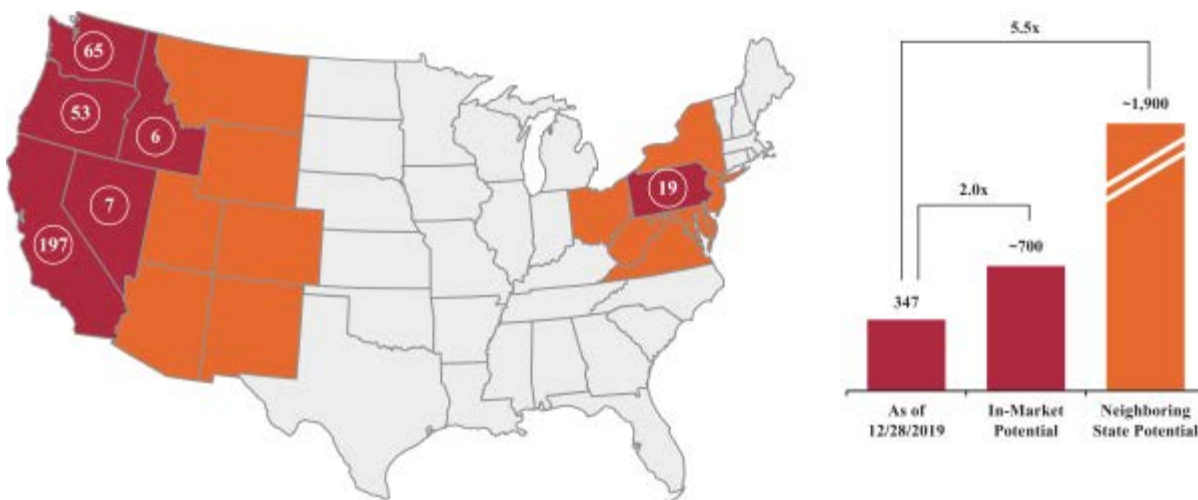 65
53
6
7
197
19
5.5x
~1,900
2.0x
~700
347
As of
12/28/2019
In-Market
Potential
Neighboring
State Potential